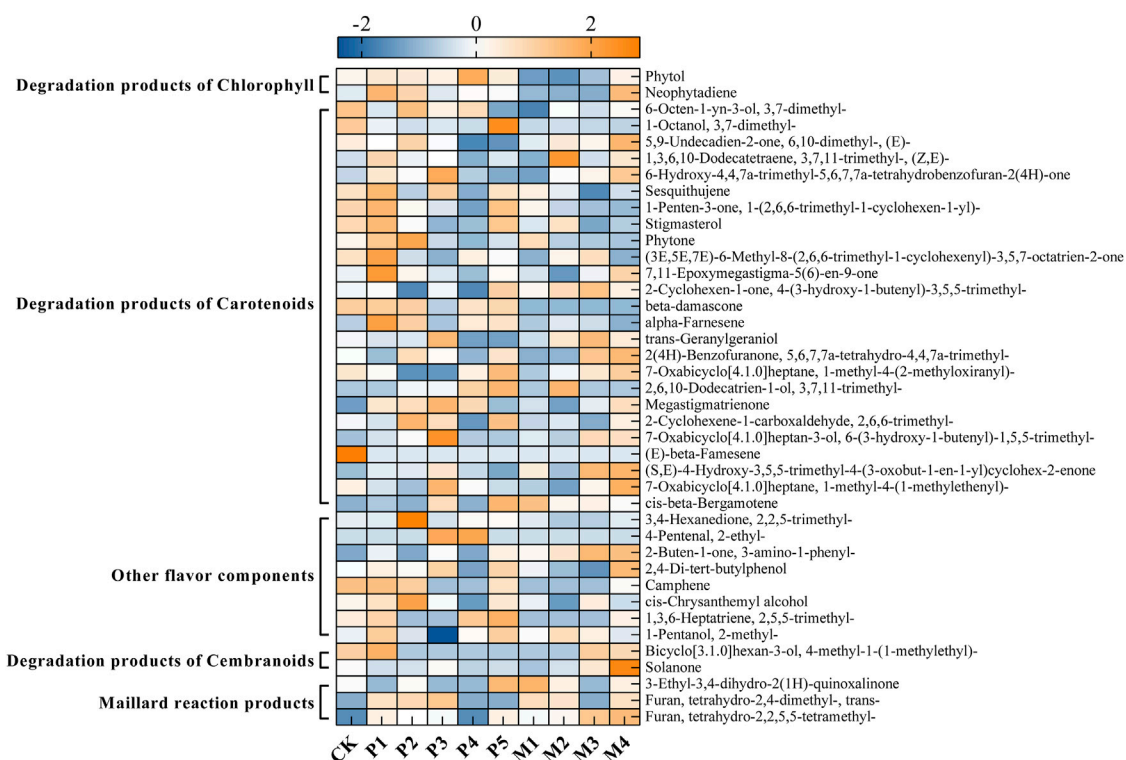 -2 0 2
Degradation products of Chlorophyll
Phytol
Neophytadiene
Degradation products of Carotenoids
6-Octen-1-yn-3-ol, 3,7-dimethyl-
1-Octanol, 3,7-dimethyl-
5,9-Undecadien-2-one, 6,10-dimethyl-, (E)-
1,3,6,10-Dodecatetraene, 3,7,11-trimethyl-, (Z,E)-
6-Hydroxy-4,4,7a-trimethyl-5,6,7,7a-tetrahydrobenzofuran-2(4H)-one
Sesquithujene
1-Penten-3-one, 1-(2,6,6-trimethyl-1-cyclohexen-1-yl)-
Stigmasterol
Phytone
(3E,5E,7E)-6-Methyl-8-(2,6,6-trimethyl-1-cyclohexenyl)-3,5,7-octatrien-2-one
7,11-Epoxymegastigma-5(6)-en-9-one
2-Cyclohexen-1-one, 4-(3-hydroxy-1-butenyl)-3,5,5-trimethyl-
beta-damascone
alpha-Farnesene
trans-Geranylgeraniol
2(4H)-Benzofuranone, 5,6,7,7a-tetrahydro-4,4,7a-trimethyl-
7-Oxabicyclo[4.1.0]heptane, 1-methyl-4-(2-methyloxiranyl)-
2,6,10-Dodecatrien-1-ol, 3,7,11-trimethyl-
Megastigmatrienone
2-Cyclohexene-1-carboxaldehyde, 2,6,6-trimethyl-
7-Oxabicyclo[4.1.0]heptan-3-ol, 6-(3-hydroxy-1-butenyl)-1,5,5-trimethyl-
(E)-beta-Famesene
(S,E)-4-Hydroxy-3,5,5-trimethyl-4-(3-oxobut-1-en-1-yl)cyclohex-2-enone
7-Oxabicyclo[4.1.0]heptane, 1-methyl-4-(1-methylethenyl)-
cis-beta-Bergamotene
Other flavor components
3,4-Hexanedione, 2,2,5-trimethyl-
4-Pentenal, 2-ethyl-
2-Buten-1-one, 3-amino-1-phenyl-
2,4-Di-tert-butylphenol
Camphene
cis-Chrysanthemyl alcohol
1,3,6-Heptatriene, 2,5,5-trimethyl-
1-Pentanol, 2-methyl-
Degradation products of Cembranoids
Bicyclo[3.1.0]hexan-3-ol, 4-methyl-1-(1-methylethyl)-
Solanone
Maillard reaction products
3-Ethyl-3,4-dihydro-2(1H)-quinoxalinone
Furan, tetrahydro-2,4-dimethyl-, trans-
Furan, tetrahydro-2,2,5,5-tetramethyl-
CK P1 P2 P3 P4 P5 M1 M2 M3 M4